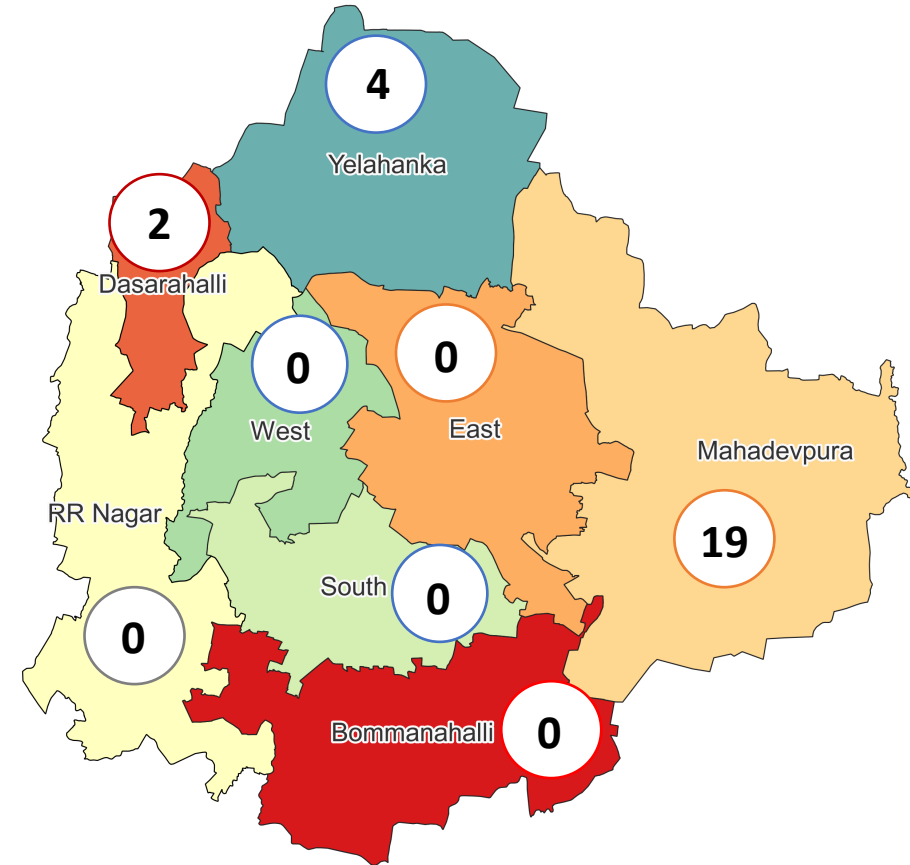 4
Yelahanka
2
Dasarahalli
0
West
0
East
Mahadevpura
19
RR Nagar
0
South
0
Bommanahalli
0